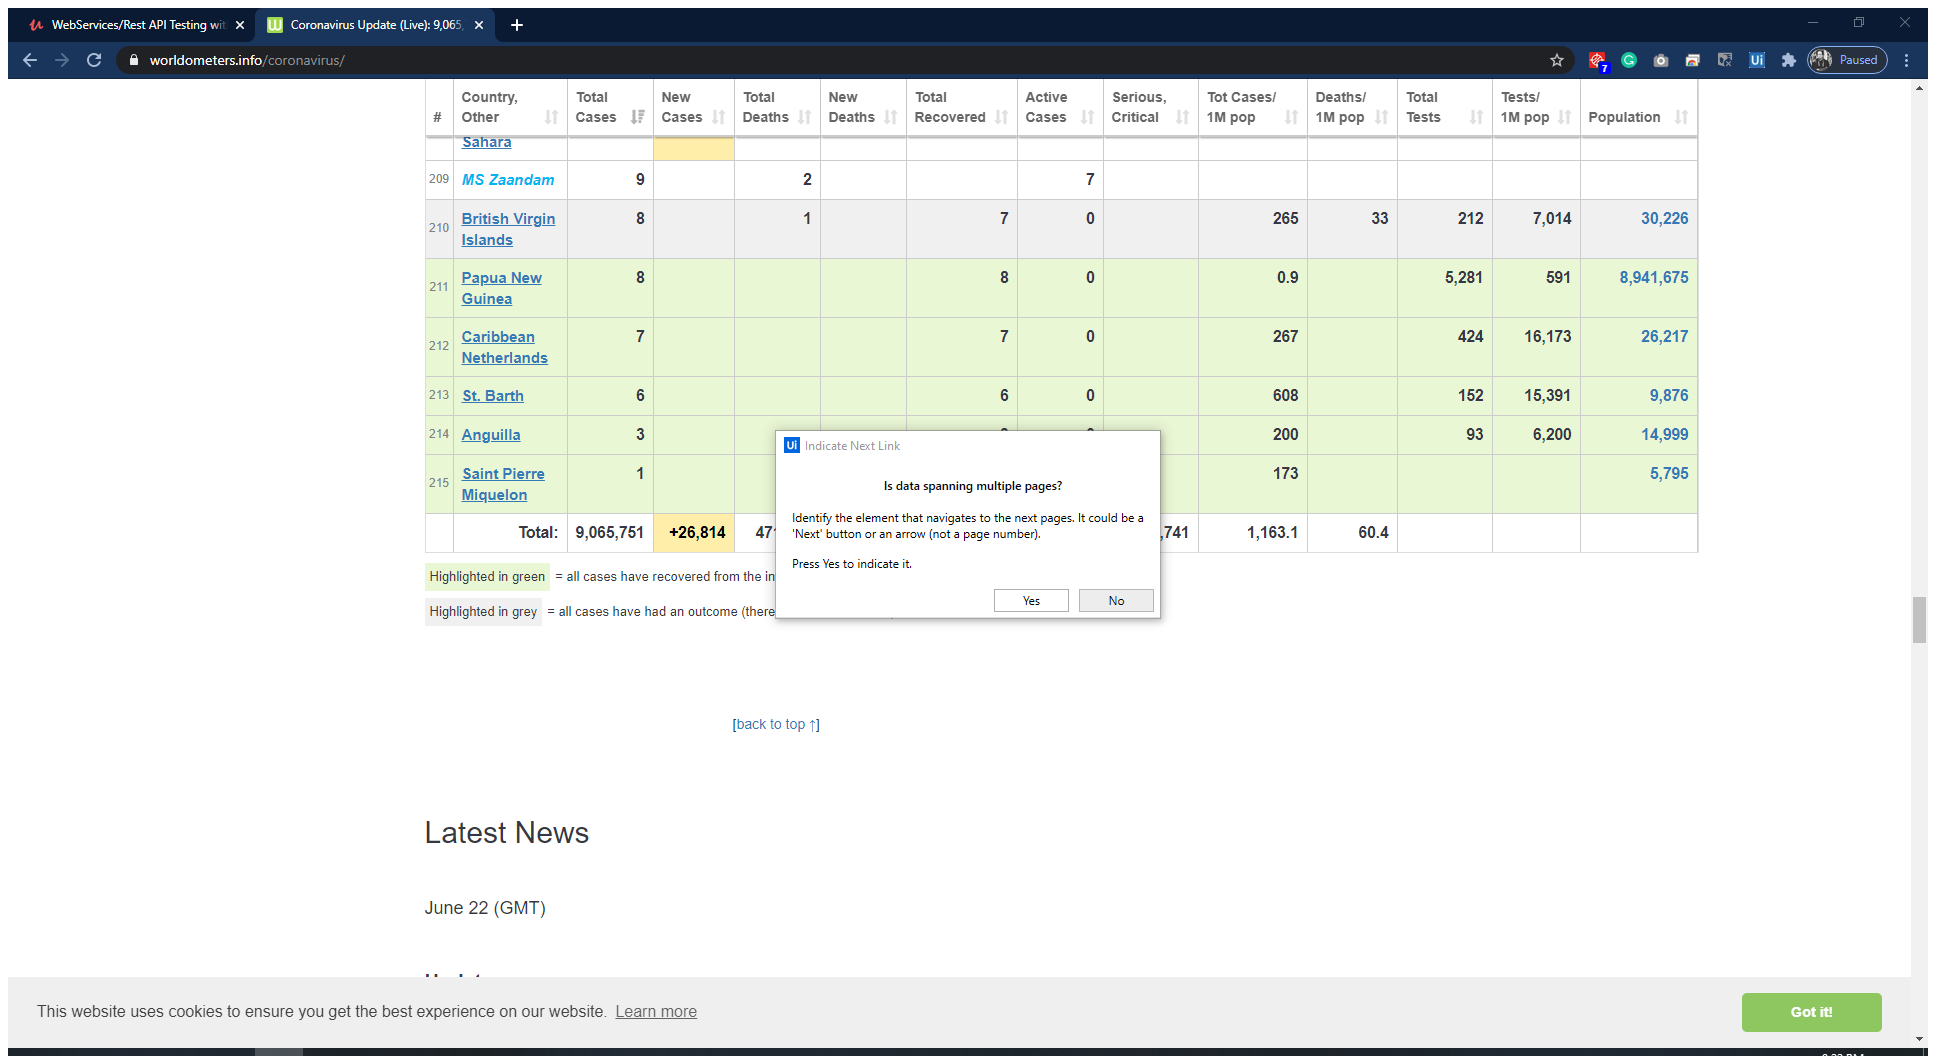 WebServices/Rest API Testing wit
Coronavirus Update (Live): 9,065,
worldometers.info/coronavirus/
7
Ui
Paused
# Country, Other Total Cases New Cases Total Deaths New Deaths Total Recovered Active Cases Serious, Critical Tot Cases/ 1M pop Deaths/ 1M pop Total Tests Tests/ 1M pop Population
Sahara
209 MS Zaandam 9 2 7
210 British Virgin Islands 8 1 7 0 265 33 212 7,014 30,226
211 Papua New Guinea 8 8 0 0.9 5,281 591 8,941,675
212 Caribbean Netherlands 7 7 0 267 424 16,173 26,217
213 St. Barth 6 6 0 608 152 15,391 9,876
214 Anguilla 3 200 93 6,200 14,999
215 Saint Pierre Miquelon 1 173 5,795
Total: 9,065,751 +26,814 47 ,741 1,163.1 60.4
Highlighted in green = all cases have recovered from the in
Highlighted in grey = all cases have had an outcome (there
Ui Indicate Next Link
Is data spanning multiple pages?
Identify the element that navigates to the next pages. It could be a
'Next' button or an arrow (not a page number).
Press Yes to indicate it.
Yes No
[back to top ↑]
Latest News
June 22 (GMT)
This website uses cookies to ensure you get the best experience on our website. Learn more
Got it!